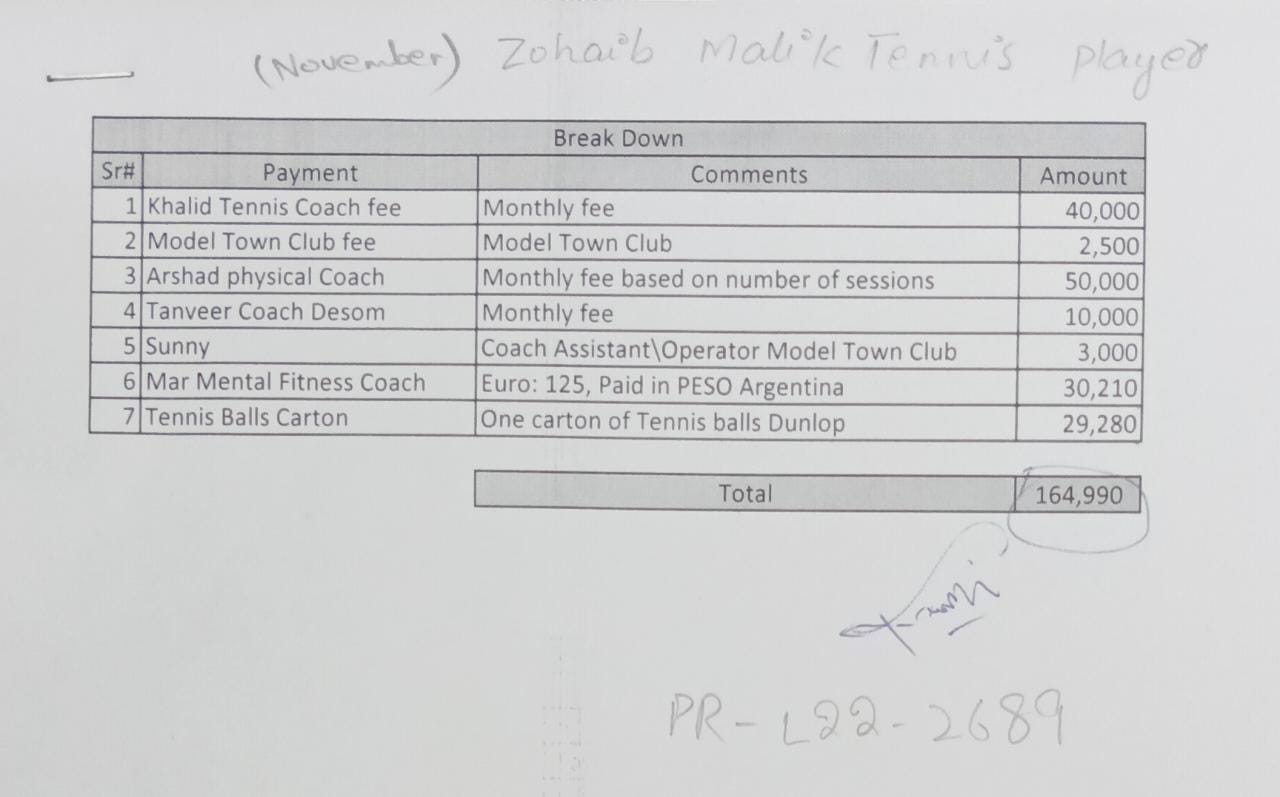 (November) Zohaib Malik Tennis player
Break Down
Sr# Payment Comments Amount
1 Khalid Tennis Coach fee Monthly fee 40,000
2 Model Town Club fee Model Town Club 2,500
3 Arshad physical Coach Monthly fee based on number of sessions 50,000
4 Tanveer Coach Desom Monthly fee 10,000
5 Sunny Coach Assistant\Operator Model Town Club 3,000
6 Mar Mental Fitness Coach Euro: 125, Paid in PESO Argentina 30,210
7 Tennis Balls Carton One carton of Tennis balls Dunlop 29,280
Total 164,990
PR-L22-2689